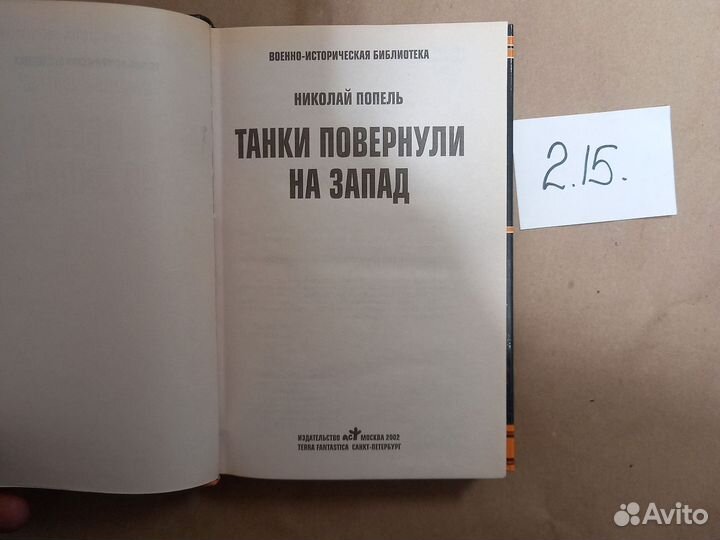 ВОЕННО-ИСТОРИЧЕСКАЯ БИБЛИОТЕКА
НИКОЛАЙ ПОПЕЛЬ
ТАНКИ ПОВЕРНУЛИ
НА ЗАПАД
ИЗДАТЕЛЬСТВО АСТ МОСКВА 2002
TERRA FANTASTICA САНКТ-ПЕТЕРБУРГ
2.15.
Avito